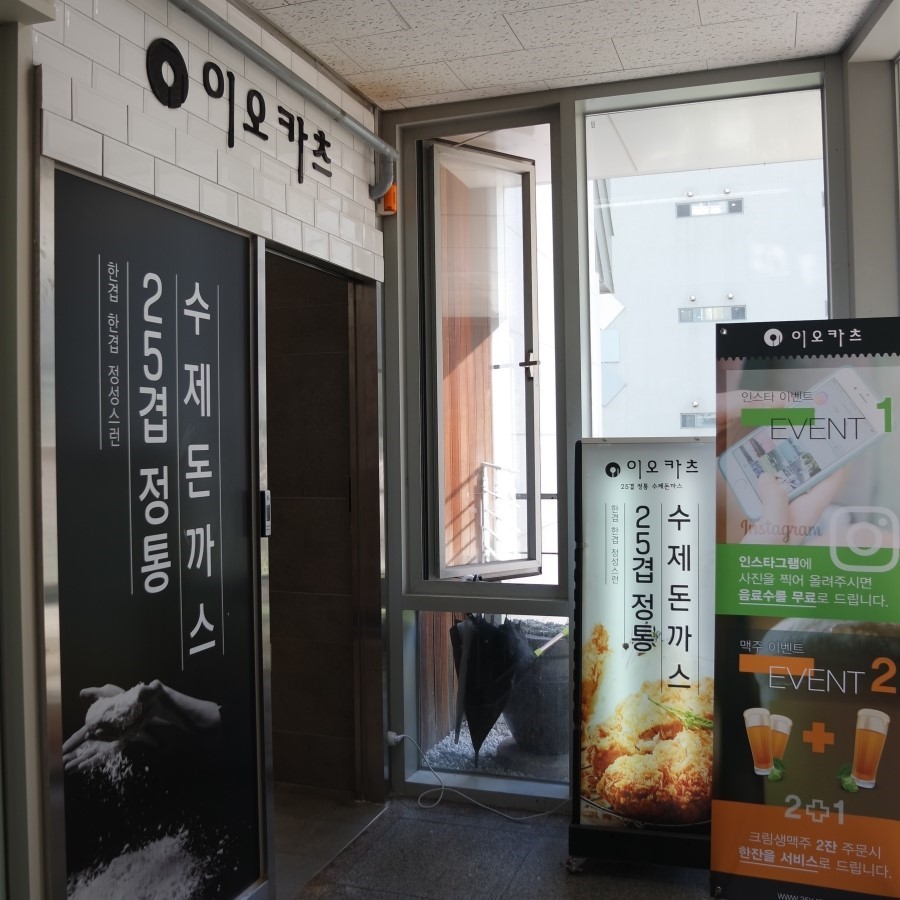 이오카츠
수제돈까스
25겹 정통
한겹 한겹 정성스런
이오카츠
25겹 정통 수제돈까스
수제돈까스
25겹 정통
한겹 한겹 정성스런
이오카츠
인스타 이벤트
EVENT 1
Instagram
인스타그램에
사진을 찍어 올려주시면
음료수를 무료로 드립니다.
맥주 이벤트
EVENT 2
2+1
크림생맥주 2잔 주문시
한잔을 서비스로 드립니다.